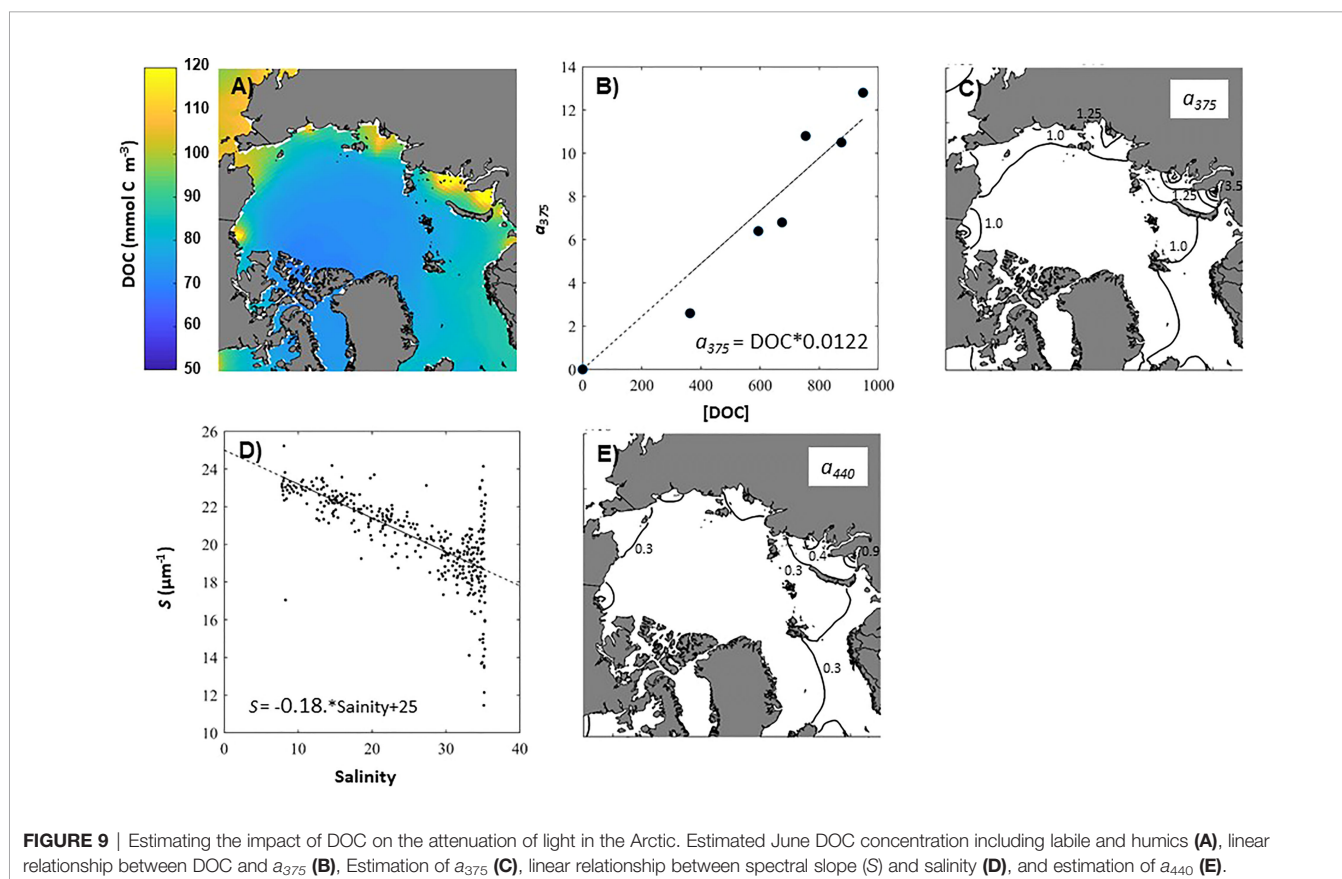 A)
120
110
100
90
80
70
60
50
DOC (mmol C m⁻³)
B)
14
12
10
8
6
4
2
0
a375
a375 = DOC*0.0122
0 200 400 600 800 1000
[DOC]
C)
a375
1.25
1.0
3.5
1.25
1.0
1.0
D)
26
24
22
20
18
16
14
12
10
S (µm⁻¹)
S = -0.18.*Sainity+25
0 10 20 30 40
Salinity
E)
a440
0.3
0.4
0.9
0.3
0.3
FIGURE 9 | Estimating the impact of DOC on the attenuation of light in the Arctic. Estimated June DOC concentration including labile and humics (A), linear
relationship between DOC and a375 (B), Estimation of a375 (C), linear relationship between spectral slope (S) and salinity (D), and estimation of a440 (E).